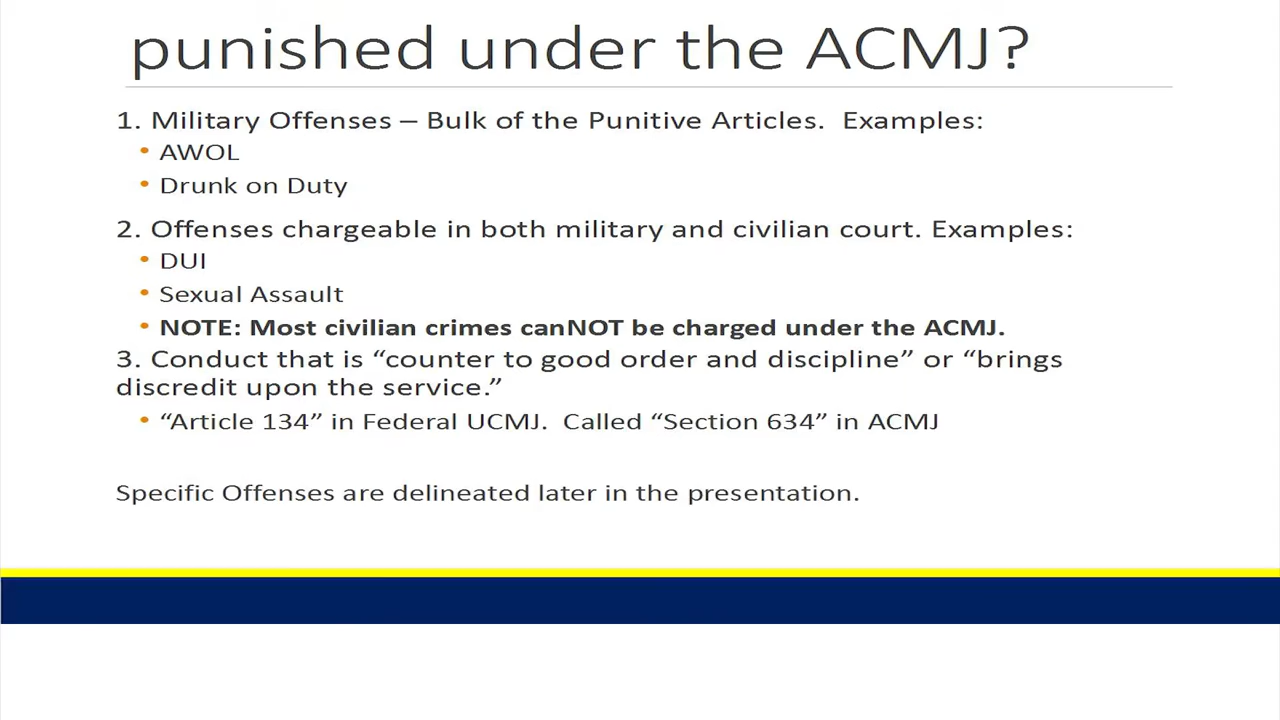 punished under the ACMJ?
1. Military Offenses – Bulk of the Punitive Articles. Examples:
• AWOL
• Drunk on Duty
2. Offenses chargeable in both military and civilian court. Examples:
• DUI
• Sexual Assault
• NOTE: Most civilian crimes canNOT be charged under the ACMJ.
3. Conduct that is “counter to good order and discipline” or “brings
discredit upon the service.”
• “Article 134” in Federal UCMJ. Called “Section 634” in ACMJ
Specific Offenses are delineated later in the presentation.